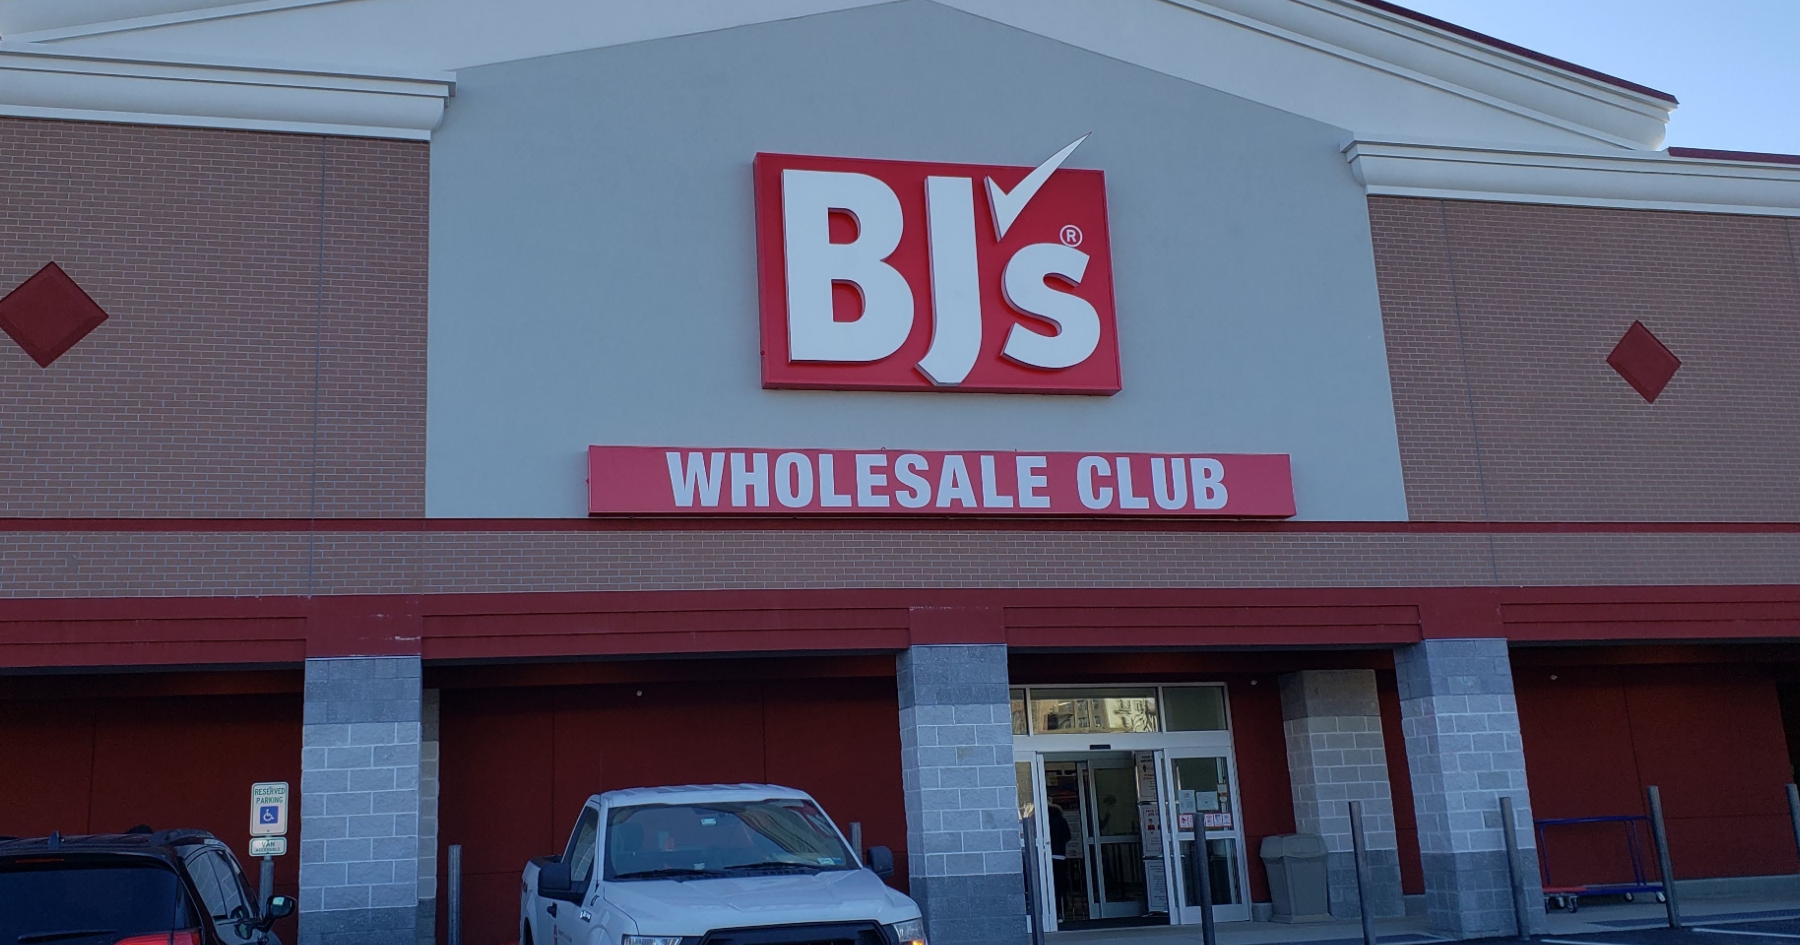 BJ's®
WHOLESALE CLUB
RESERVED
PARKING
VAN
ACCESSIBLE